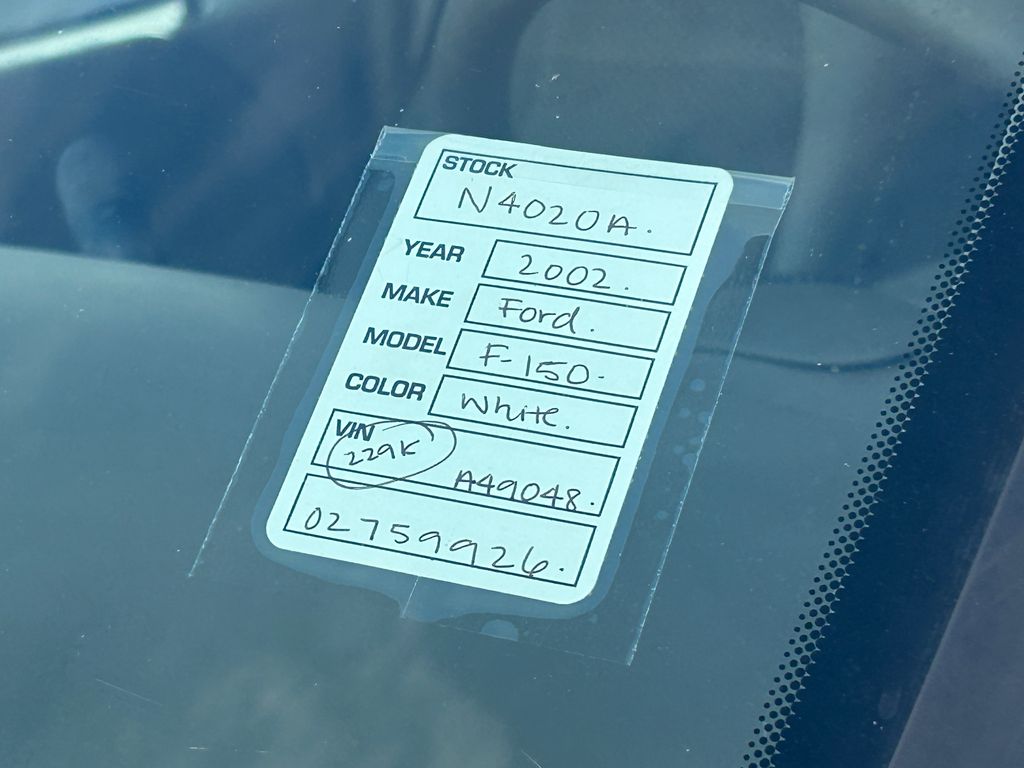 STOCK
N4020A.
YEAR 2002.
MAKE Ford.
MODEL F-150-
COLOR White.
VIN
229K A49048.
02759926.